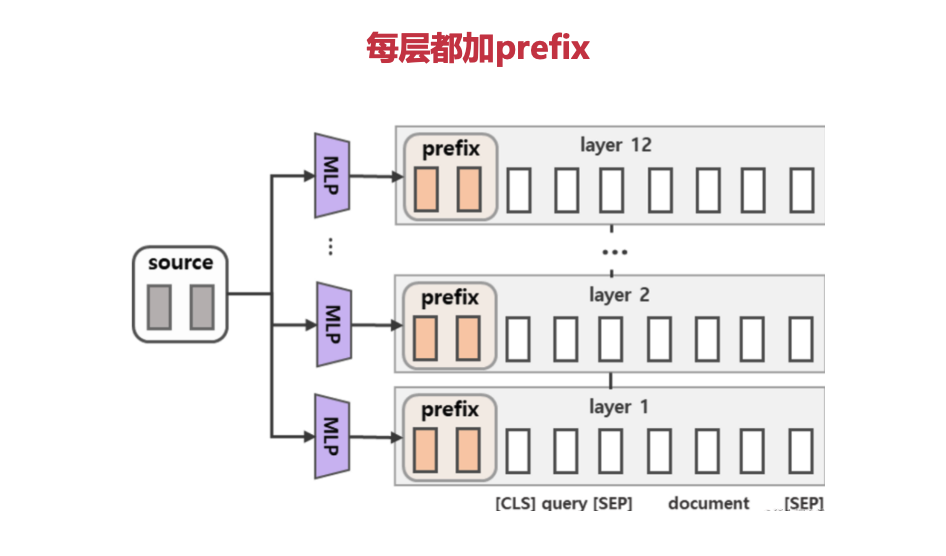 每层都加prefix
MLP
prefix
layer 12
⋮
...
source
MLP
prefix
layer 2
MLP
prefix
layer 1
[CLS] query [SEP] document [SEP]